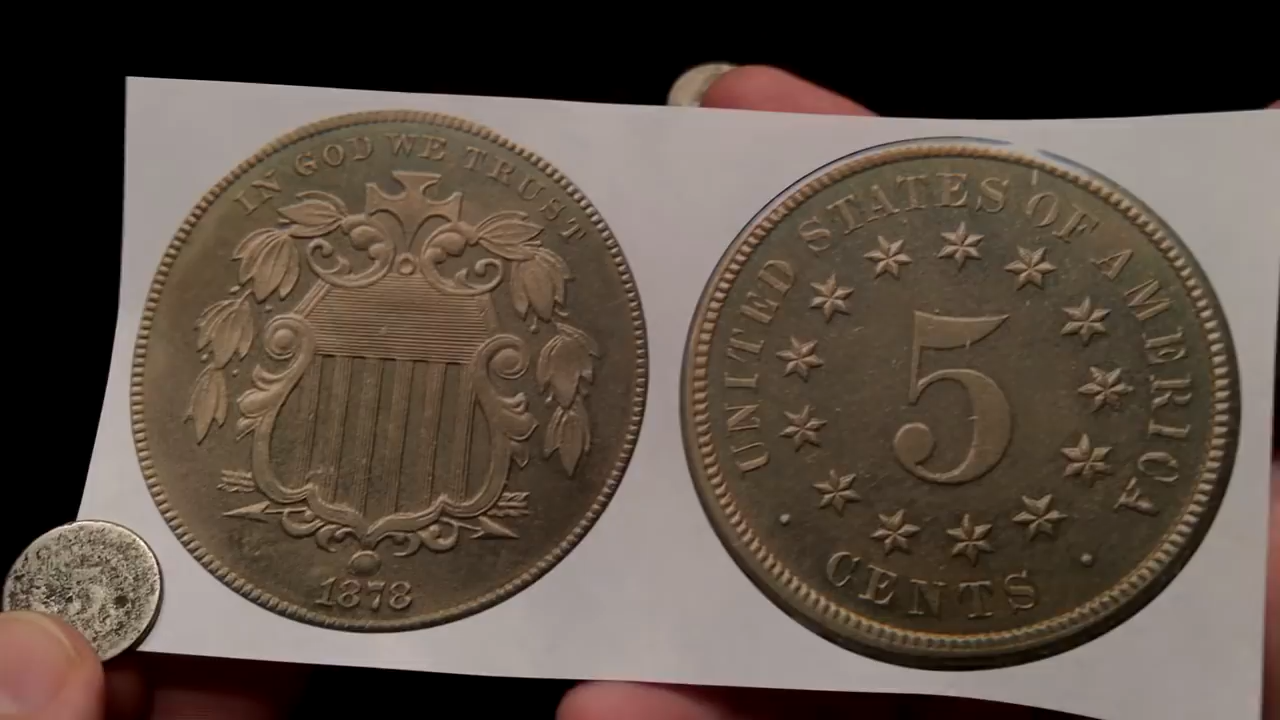 IN GOD WE TRUST
1878
UNITED STATES OF AMERICA
5
CENTS